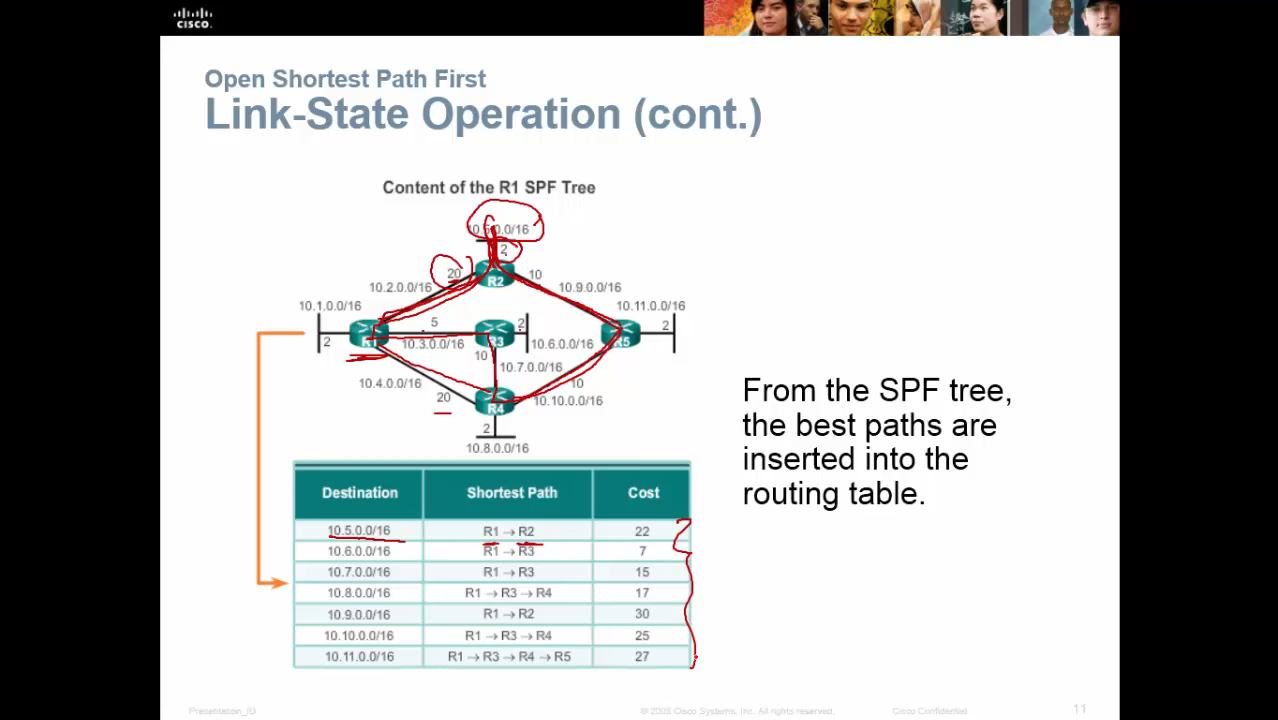 CISCO
Open Shortest Path First
Link-State Operation (cont.)
Content of the R1 SPF Tree
10.5.0.0/16
2
20
R2
10
10.2.0.0/16
10.9.0.0/16
10.1.0.0/16
10.11.0.0/16
5
2
2
2
R1
10.3.0.0/16
R3
10.6.0.0/16
R5
10
10.7.0.0/16
10.4.0.0/16
10
20
R4
10.10.0.0/16
2
10.8.0.0/16
From the SPF tree,
the best paths are
inserted into the
routing table.
Destination Shortest Path Cost
10.5.0.0/16 R1 → R2 22
10.6.0.0/16 R1 → R3 7
10.7.0.0/16 R1 → R3 15
10.8.0.0/16 R1 → R3 → R4 17
10.9.0.0/16 R1 → R2 30
10.10.0.0/16 R1 → R3 → R4 25
10.11.0.0/16 R1 → R3 → R4 → R5 27
Presentation_ID © 2008 Cisco Systems, Inc. All rights reserved. Cisco Confidential 11